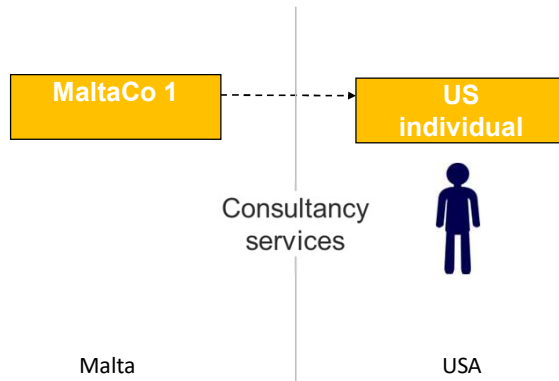 MaltaCo 1
US
individual
Consultancy
services
Malta
USA